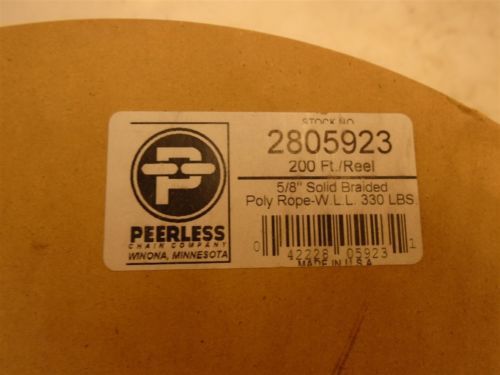 STOCK NO.
2805923
200 Ft./Reel
5/8" Solid Braided
Poly Rope-W.L.L. 330 LBS
P
PEERLESS
CHAIN COMPANY
WINONA, MINNESOTA
0 42228 05923 1
MADE IN U.S.A.